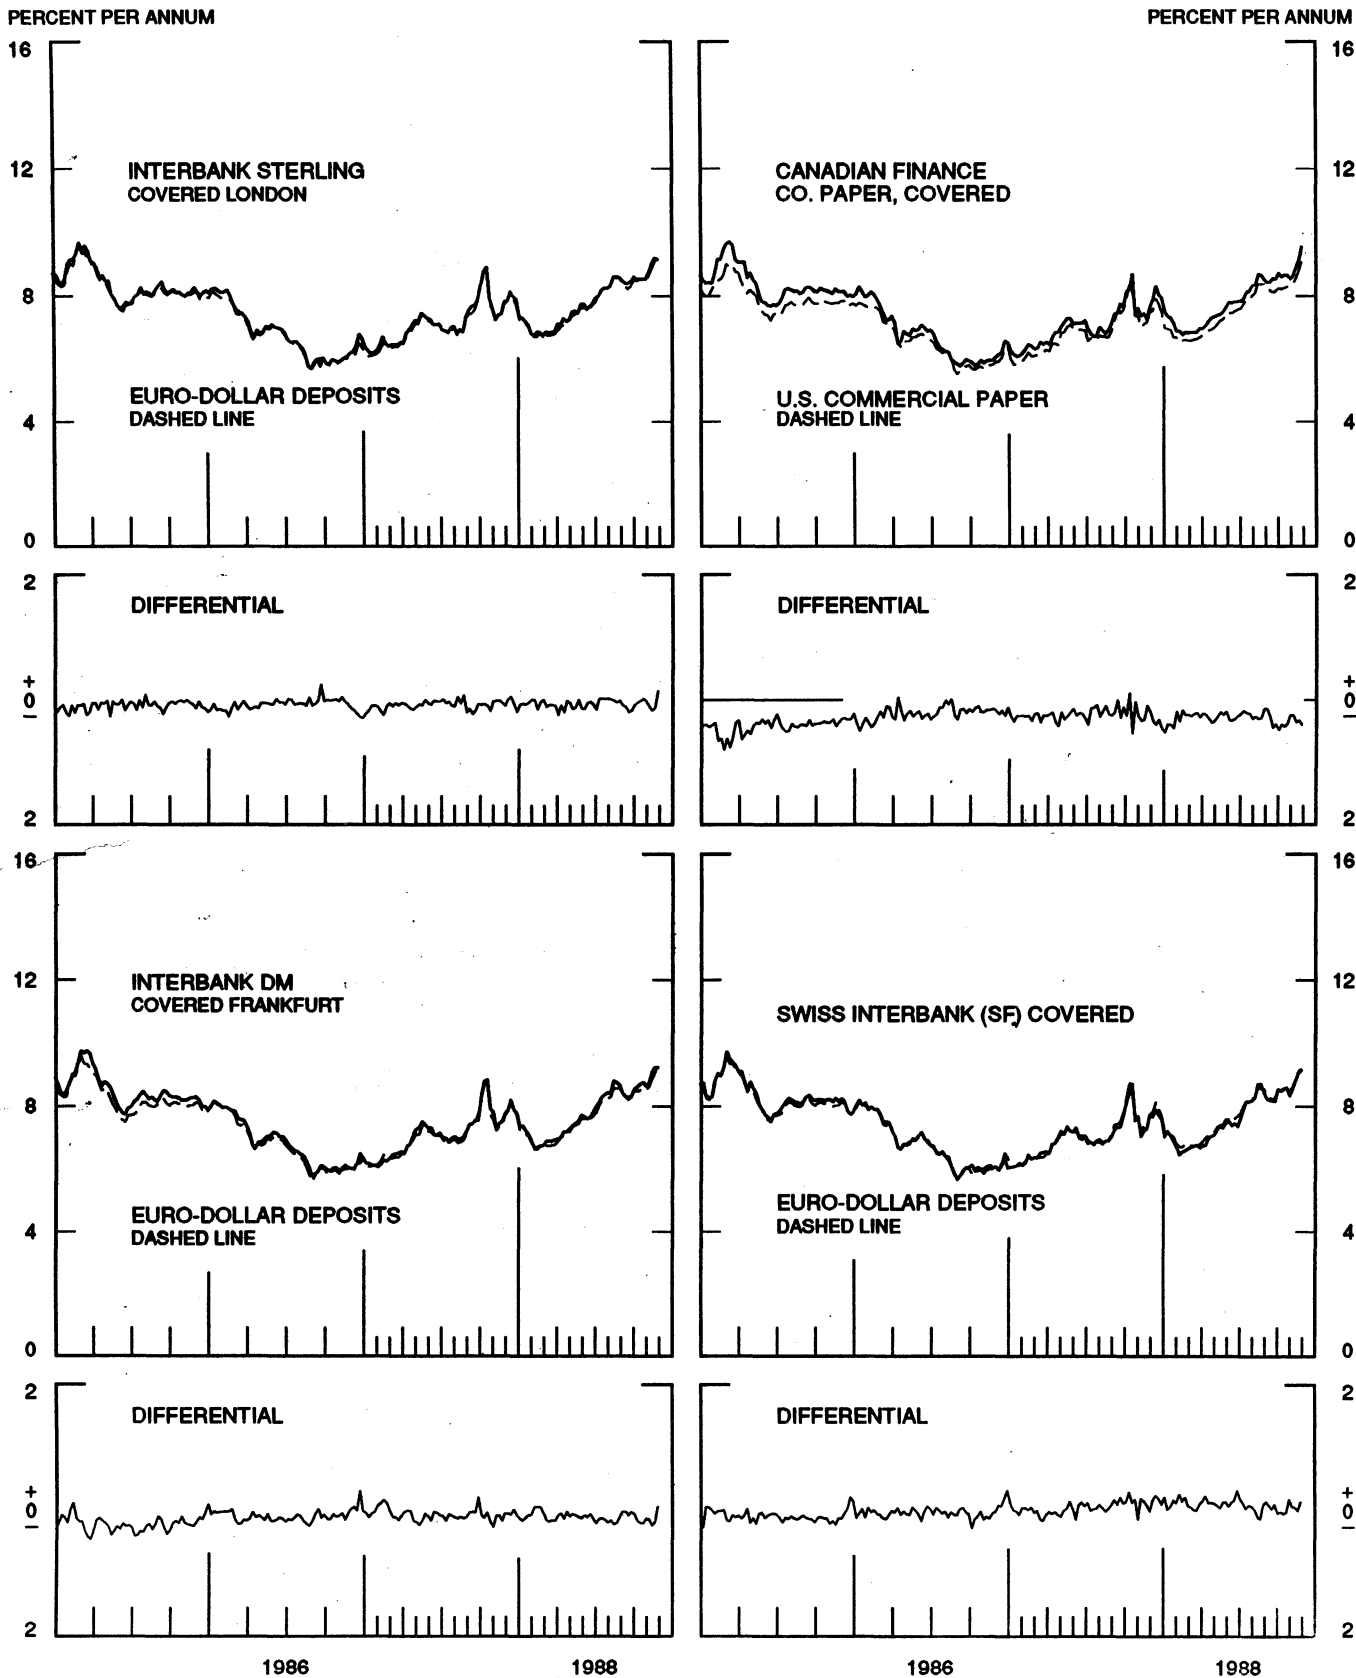 PERCENT PER ANNUM
PERCENT PER ANNUM
16
16
12
INTERBANK STERLING
COVERED LONDON
CANADIAN FINANCE
CO. PAPER, COVERED
12
8
8
EURO-DOLLAR DEPOSITS
DASHED LINE
U.S. COMMERCIAL PAPER
DASHED LINE
4
4
0
0
2
2
DIFFERENTIAL
DIFFERENTIAL
+
0
–
+
0
–
2
2
16
16
12
INTERBANK DM
COVERED FRANKFURT
12
SWISS INTERBANK (SF) COVERED
8
8
EURO-DOLLAR DEPOSITS
DASHED LINE
EURO-DOLLAR DEPOSITS
DASHED LINE
4
4
0
0
2
2
DIFFERENTIAL
DIFFERENTIAL
+
0
–
+
0
–
2
2
1986
1988
1986
1988